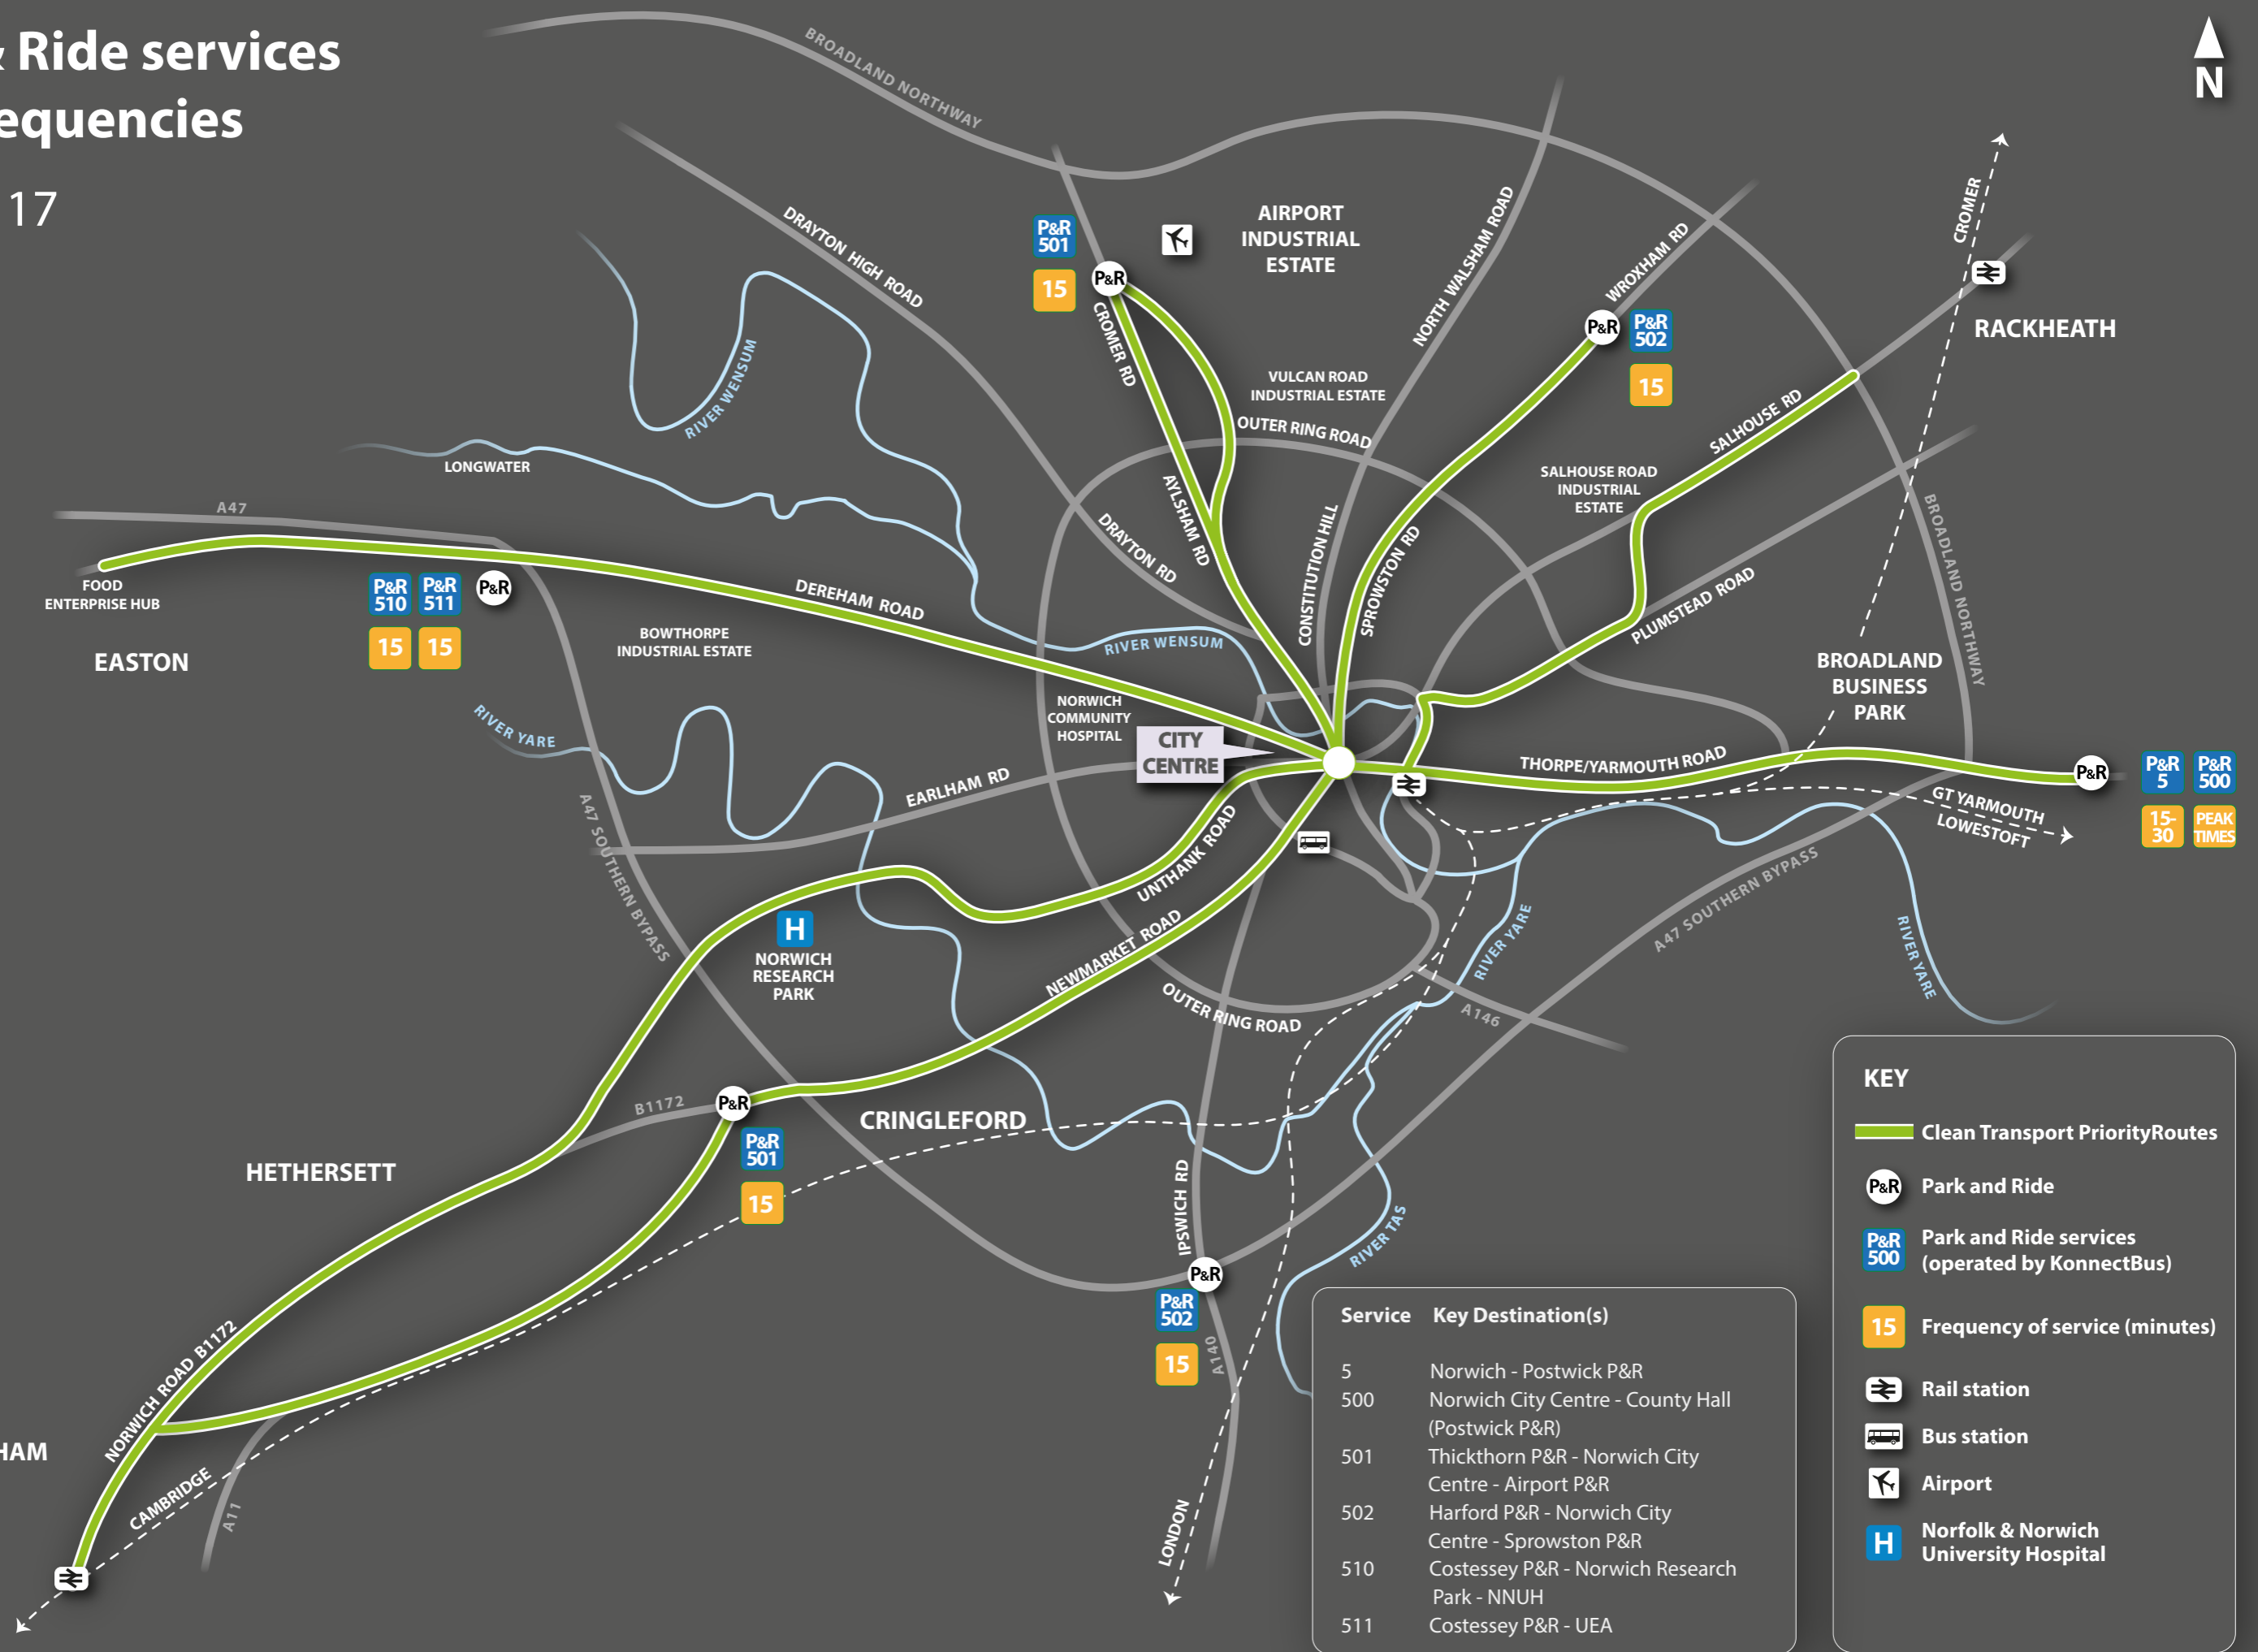 & Ride services
equencies
17
N
BROADLAND NORTHWAY
DRAYTON HIGH ROAD
P&R
501
15
P&R
AIRPORT
INDUSTRIAL
ESTATE
NORTH WALSHAM ROAD
WROXHAM RD
P&R
P&R
502
15
CROMER
RACKHEATH
CROMER RD
VULCAN ROAD
INDUSTRIAL ESTATE
OUTER RING ROAD
RIVER WENSUM
LONGWATER
A47
SALHOUSE RD
SALHOUSE ROAD
INDUSTRIAL
ESTATE
BROADLAND NORTHWAY
AYLSHAM RD
DRAYTON RD
CONSTITUTION HILL
SPROWSTON RD
PLUMSTEAD ROAD
FOOD
ENTERPRISE HUB
EASTON
P&R
510
P&R
511
P&R
15
15
DEREHAM ROAD
BOWTHORPE
INDUSTRIAL ESTATE
RIVER WENSUM
BROADLAND
BUSINESS
PARK
RIVER YARE
NORWICH
COMMUNITY
HOSPITAL
CITY
CENTRE
THORPE/YARMOUTH ROAD
P&R
P&R
5
P&R
500
15-
30
PEAK
TIMES
GT YARMOUTH
LOWESTOFT
EARLHAM RD
A47 SOUTHERN BYPASS
UNTHANK ROAD
A47 SOUTHERN BYPASS
H
NORWICH
RESEARCH
PARK
NEWMARKET ROAD
RIVER YARE
RIVER YARE
OUTER RING ROAD
A146
B1172
P&R
CRINGLEFORD
P&R
501
15
HETHERSETT
IPSWICH RD
P&R
P&R
502
15
A140
RIVER TAS
NORWICH ROAD B1172
HAM
CAMBRIDGE
A11
LONDON
Service Key Destination(s)
5 Norwich - Postwick P&R
500 Norwich City Centre - County Hall
(Postwick P&R)
501 Thickthorn P&R - Norwich City
Centre - Airport P&R
502 Harford P&R - Norwich City
Centre - Sprowston P&R
510 Costessey P&R - Norwich Research
Park - NNUH
511 Costessey P&R - UEA
KEY
Clean Transport PriorityRoutes
P&R Park and Ride
P&R
500
Park and Ride services
(operated by KonnectBus)
15 Frequency of service (minutes)
Rail station
Bus station
Airport
H
Norfolk & Norwich
University Hospital